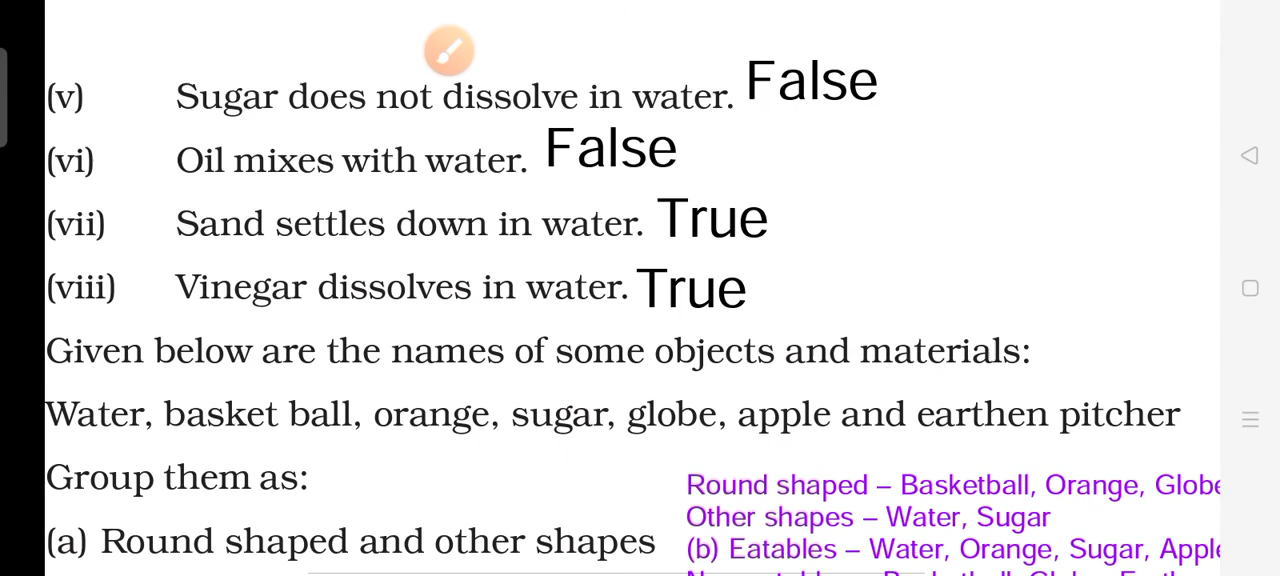 (v) Sugar does not dissolve in water. False
(vi) Oil mixes with water. False
(vii) Sand settles down in water. True
(viii) Vinegar dissolves in water. True
Given below are the names of some objects and materials:
Water, basket ball, orange, sugar, globe, apple and earthen pitcher
Group them as:
Round shaped – Basketball, Orange, Globe
Other shapes – Water, Sugar
(a) Round shaped and other shapes
(b) Eatables – Water, Orange, Sugar, Apple